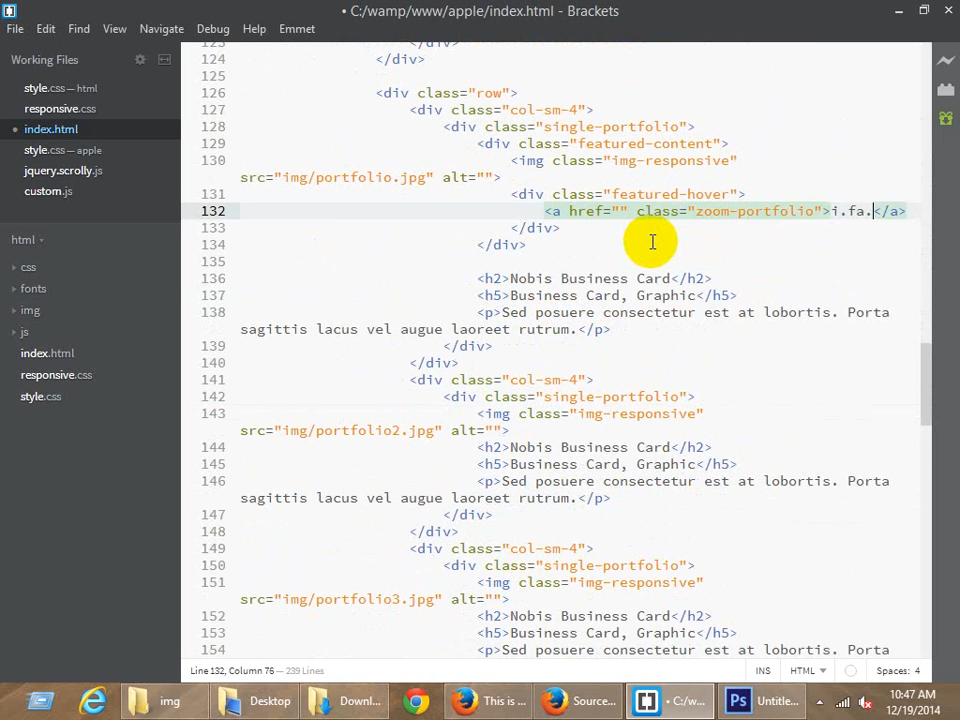 • C:/wamp/www/apple/index.html - Brackets
File Edit Find View Navigate Debug Help Emmet
Working Files
style.css — html
responsive.css
index.html
style.css — apple
jquery.scrolly.js
custom.js
html
css
fonts
img
js
index.html
responsive.css
style.css
124 </div>
125
126 <div class="row">
127 <div class="col-sm-4">
128 <div class="single-portfolio">
129 <div class="featured-content">
130 <img class="img-responsive"
src="img/portfolio.jpg" alt="">
131 <div class="featured-hover">
132 <a href="" class="zoom-portfolio">i.fa.</a>
133 </div>
134 </div>
135
136 <h2>Nobis Business Card</h2>
137 <h5>Business Card, Graphic</h5>
138 <p>Sed posuere consectetur est at lobortis. Porta
sagittis lacus vel augue laoreet rutrum.</p>
139 </div>
140 </div>
141 <div class="col-sm-4">
142 <div class="single-portfolio">
143 <img class="img-responsive"
src="img/portfolio2.jpg" alt="">
144 <h2>Nobis Business Card</h2>
145 <h5>Business Card, Graphic</h5>
146 <p>Sed posuere consectetur est at lobortis. Porta
sagittis lacus vel augue laoreet rutrum.</p>
147 </div>
148 </div>
149 <div class="col-sm-4">
150 <div class="single-portfolio">
151 <img class="img-responsive"
src="img/portfolio3.jpg" alt="">
152 <h2>Nobis Business Card</h2>
153 <h5>Business Card, Graphic</h5>
154 <p>Sed posuere consectetur est at lobortis. Porta
Line 132, Column 76 — 239 Lines
INS HTML Spaces: 4
img Desktop Downl... This is ... Source... • C:/w... Ps Untitle...
10:47 AM
12/19/2014